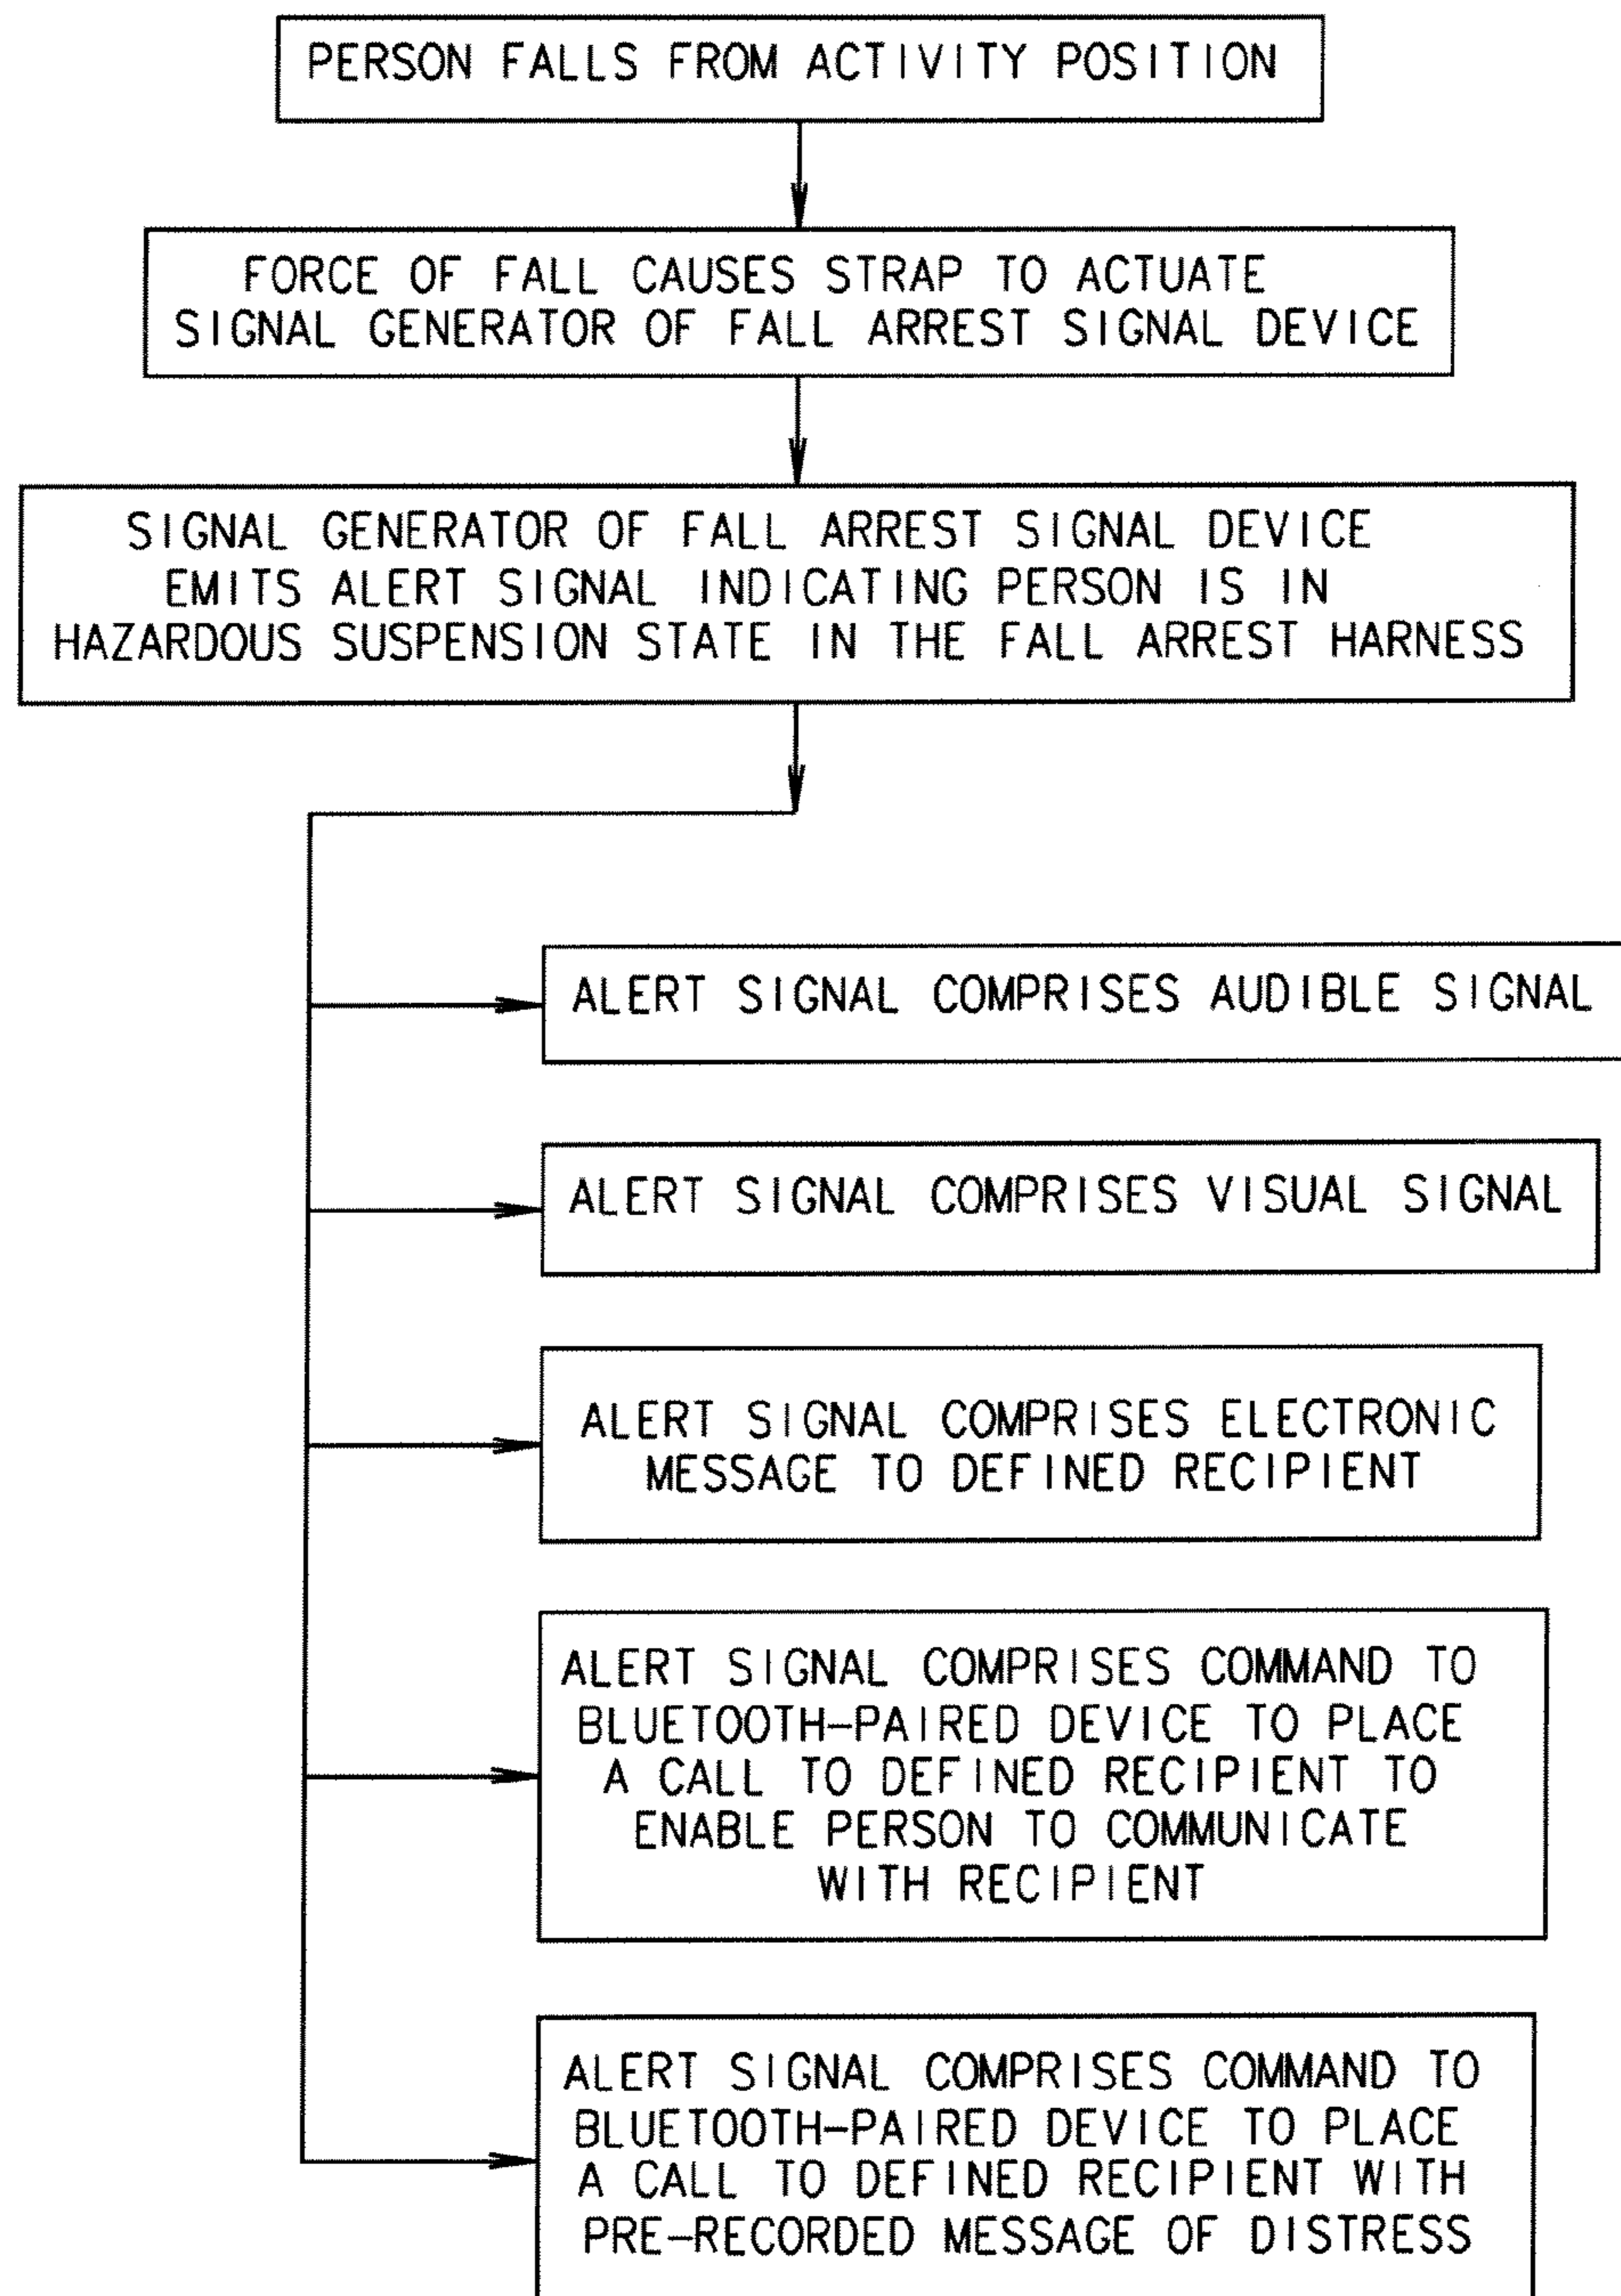 PERSON FALLS FROM ACTIVITY POSITION
FORCE OF FALL CAUSES STRAP TO ACTUATE
SIGNAL GENERATOR OF FALL ARREST SIGNAL DEVICE
SIGNAL GENERATOR OF FALL ARREST SIGNAL DEVICE
EMITS ALERT SIGNAL INDICATING PERSON IS IN
HAZARDOUS SUSPENSION STATE IN THE FALL ARREST HARNESS
ALERT SIGNAL COMPRISES AUDIBLE SIGNAL
ALERT SIGNAL COMPRISES VISUAL SIGNAL
ALERT SIGNAL COMPRISES ELECTRONIC
MESSAGE TO DEFINED RECIPIENT
ALERT SIGNAL COMPRISES COMMAND TO
BLUETOOTH-PAIRED DEVICE TO PLACE
A CALL TO DEFINED RECIPIENT TO
ENABLE PERSON TO COMMUNICATE
WITH RECIPIENT
ALERT SIGNAL COMPRISES COMMAND TO
BLUETOOTH-PAIRED DEVICE TO PLACE
A CALL TO DEFINED RECIPIENT WITH
PRE-RECORDED MESSAGE OF DISTRESS